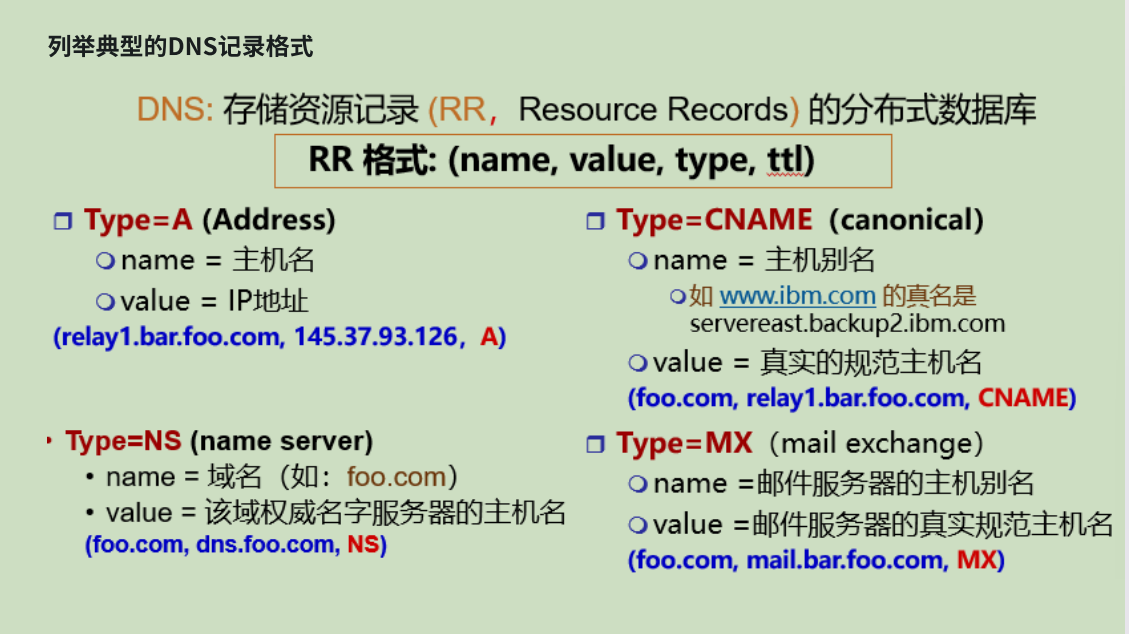 列举典型的DNS记录格式
DNS: 存储资源记录 (RR，Resource Records) 的分布式数据库
RR 格式: (name, value, type, ttl)
Type=A (Address)
name = 主机名
value = IP地址
(relay1.bar.foo.com, 145.37.93.126，A)
Type=NS (name server)
name = 域名（如：foo.com）
value = 该域权威名字服务器的主机名
(foo.com, dns.foo.com, NS)
Type=CNAME（canonical）
name = 主机别名
如 www.ibm.com 的真名是
servereast.backup2.ibm.com
value = 真实的规范主机名
(foo.com, relay1.bar.foo.com, CNAME)
Type=MX（mail exchange）
name =邮件服务器的主机别名
value =邮件服务器的真实规范主机名
(foo.com, mail.bar.foo.com, MX)